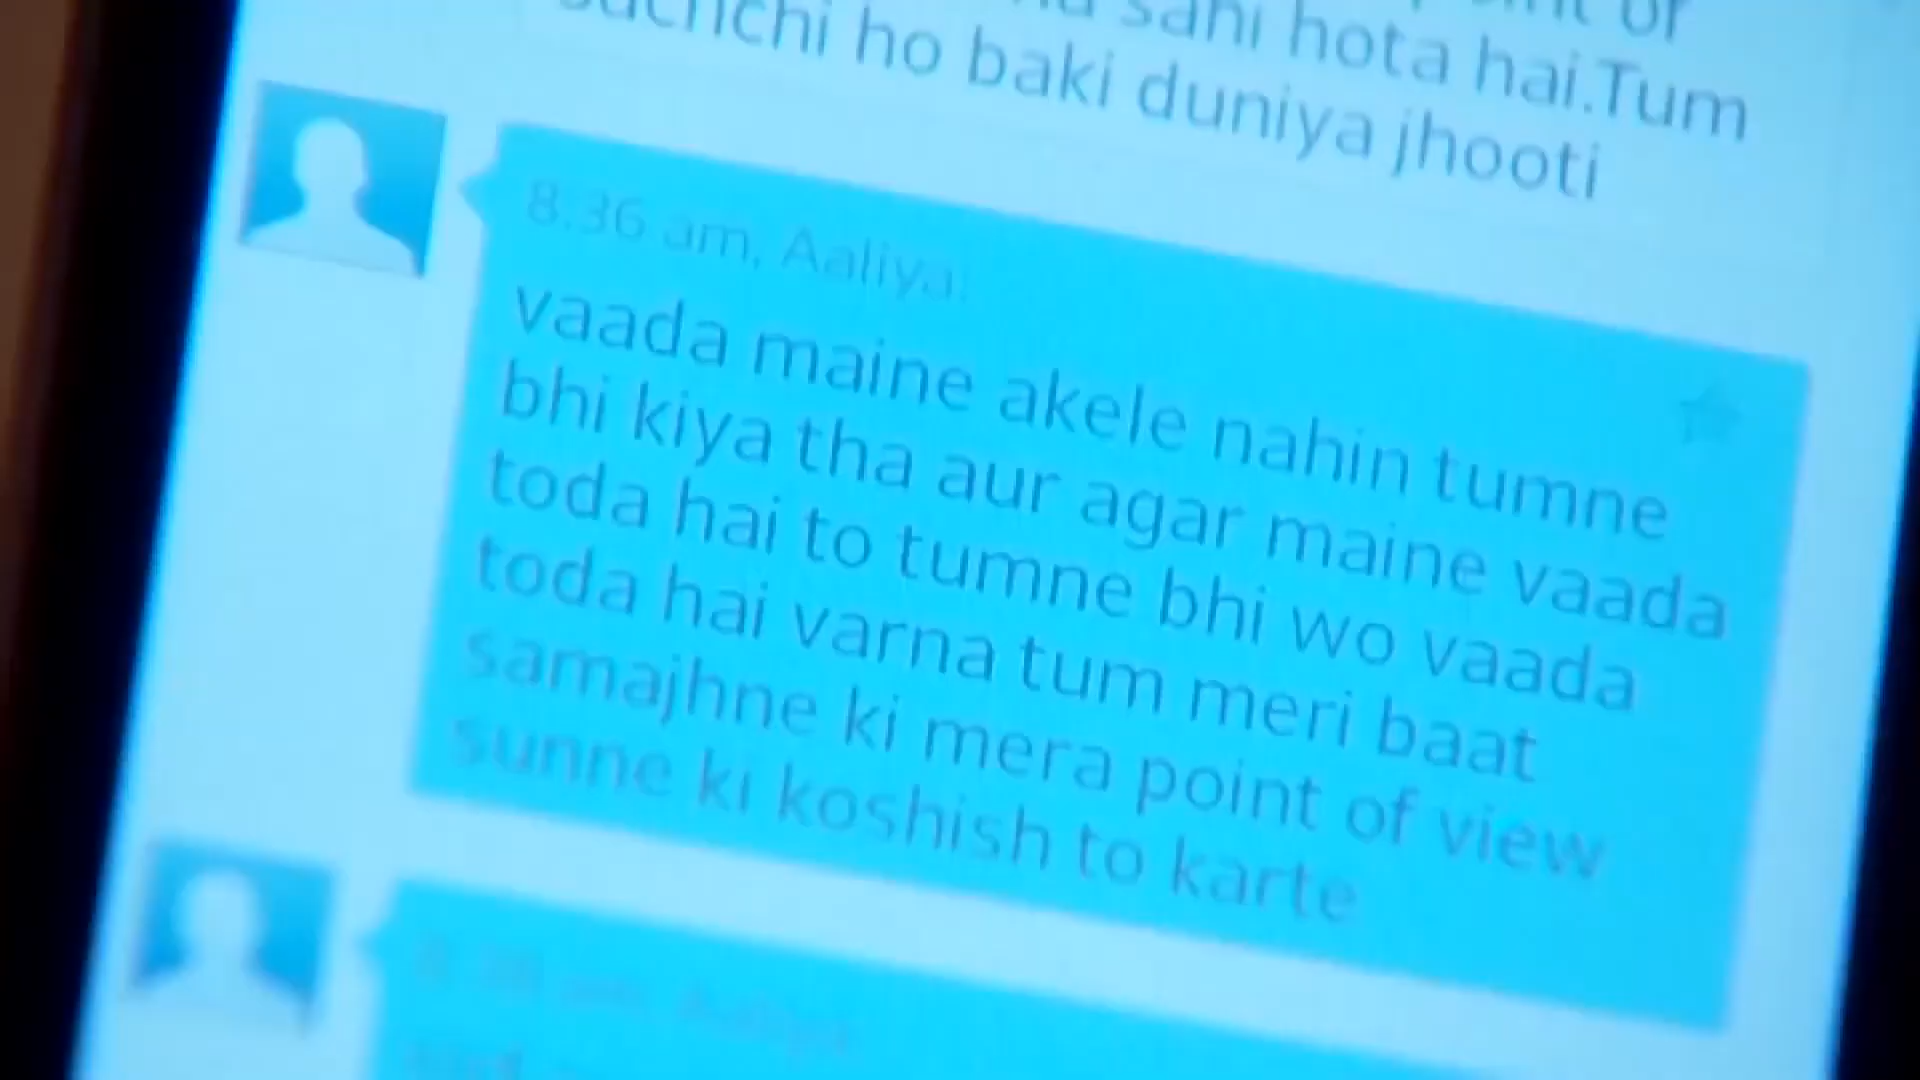 sahi hota hai.Tum
ho baki duniya jhooti
8:36 am, Aaliya
vaada maine akele nahin tumne
bhi kiya tha aur agar maine vaada
toda hai to tumne bhi wo vaada
toda hai varna tum meri baat
samajhne ki mera point of view
sunne ki koshish to karte